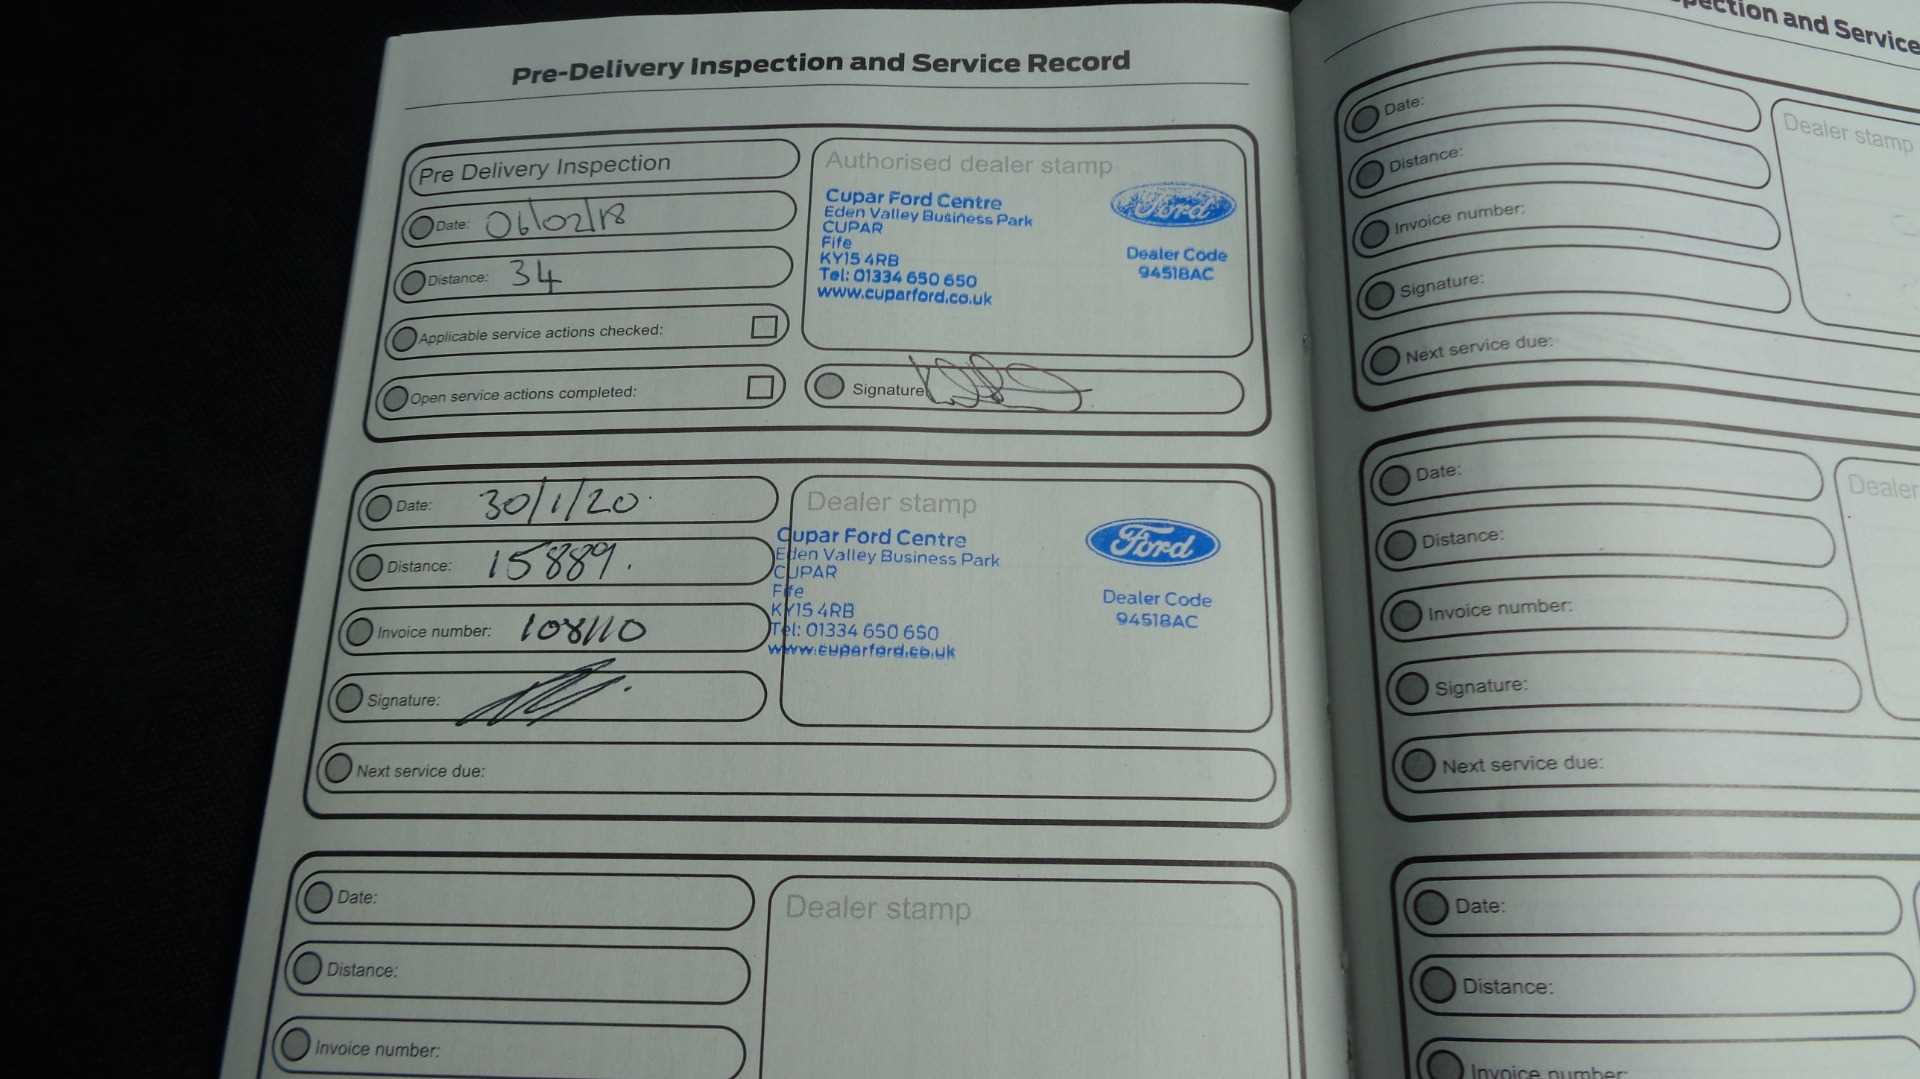 Pre-Delivery Inspection and Service Record
Pre Delivery Inspection
Date: 06/02/18
Distance: 34
Applicable service actions checked:
Open service actions completed:
Authorised dealer stamp
Cupar Ford Centre
Eden Valley Business Park
CUPAR
Fife
KY15 4RB
Tel: 01334 650 650
www.cuparford.co.uk
Ford
Dealer Code
94518AC
Signature
Date: 30/1/20.
Distance: 15889.
Invoice number: 108110
Signature:
Next service due:
Dealer stamp
Cupar Ford Centre
Eden Valley Business Park
CUPAR
Fife
KY15 4RB
Tel: 01334 650 650
www.cuparford.co.uk
Ford
Dealer Code
94518AC
Date:
Distance:
Invoice number:
Dealer stamp
and Service
Date:
Distance:
Invoice number:
Signature:
Next service due:
Dealer stamp
Date:
Distance:
Invoice number:
Signature:
Next service due:
Dealer
Date:
Distance:
Invoice number: